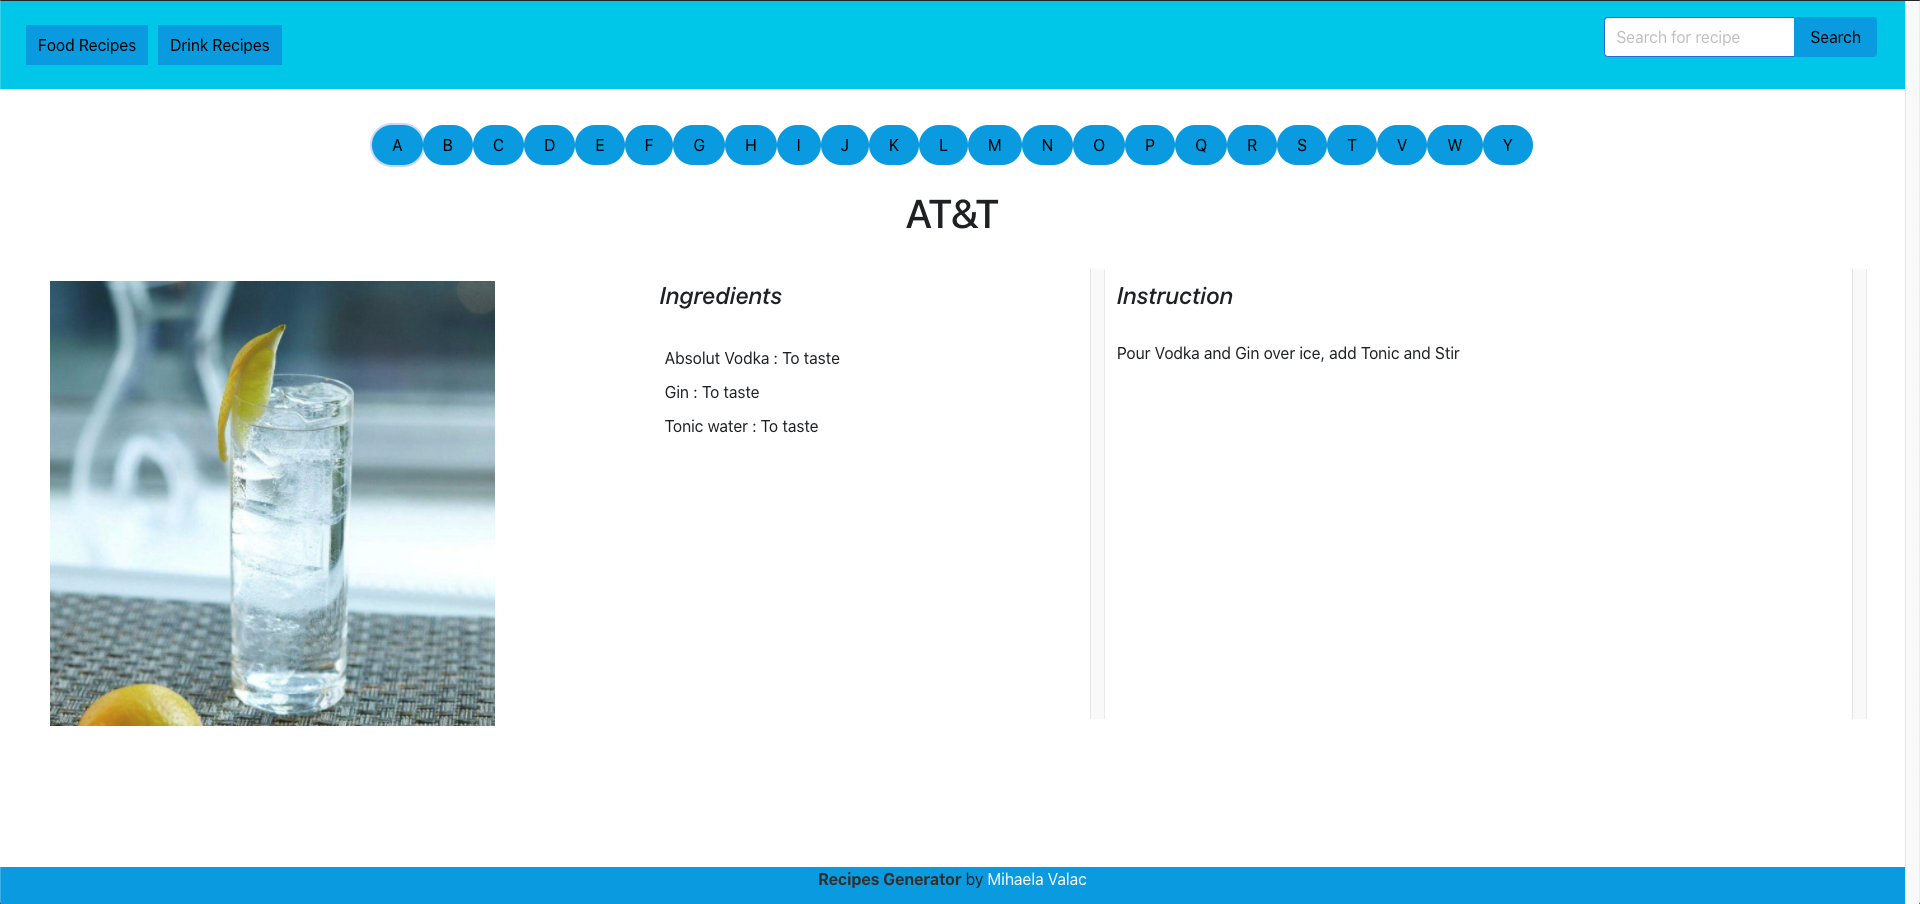 Food Recipes
Drink Recipes
Search for recipe
Search
A B C D E F G H I J K L M N O P Q R S T V W Y
AT&T
Ingredients
Absolut Vodka : To taste
Gin : To taste
Tonic water : To taste
Instruction
Pour Vodka and Gin over ice, add Tonic and Stir
Recipes Generator by Mihaela Valac